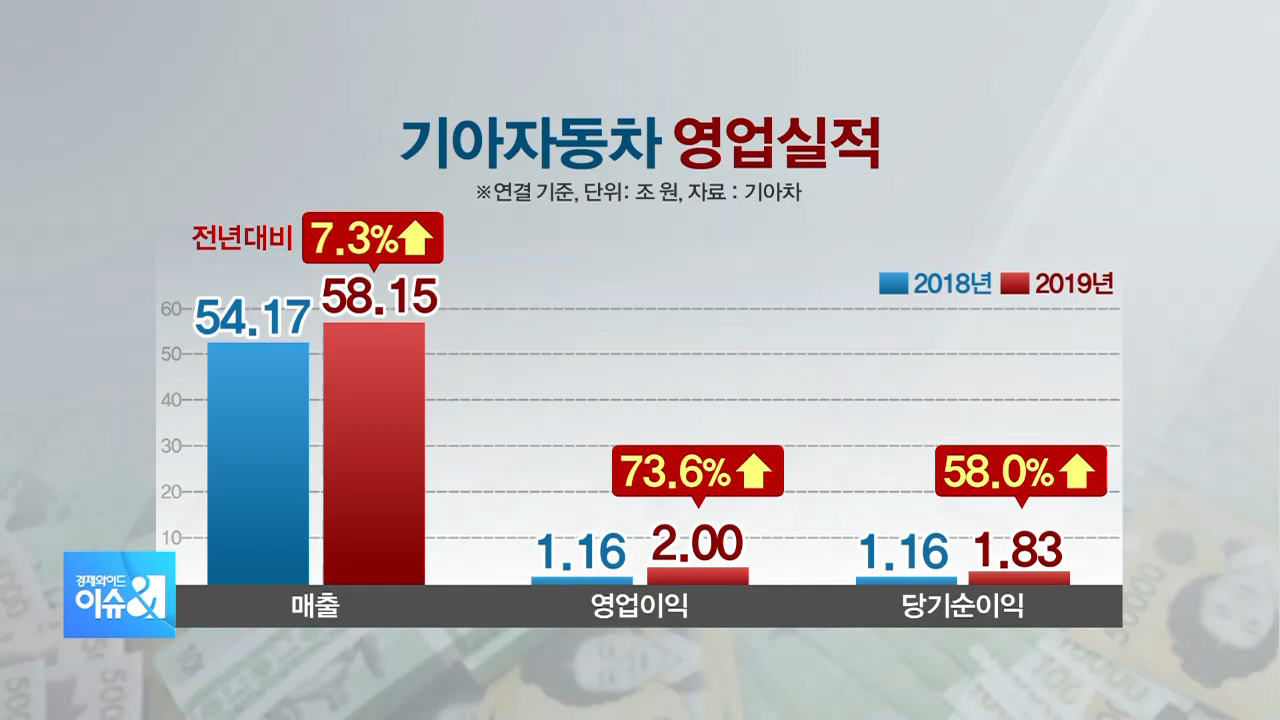 기아자동차 영업실적
※연결 기준, 단위: 조 원, 자료 : 기아차
전년대비 7.3%
2018년 2019년
54.17 58.15
60
50
40
30
20
10
73.6%
58.0%
1.16 2.00
1.16 1.83
매출 영업이익 당기순이익
경제와이드
이슈&